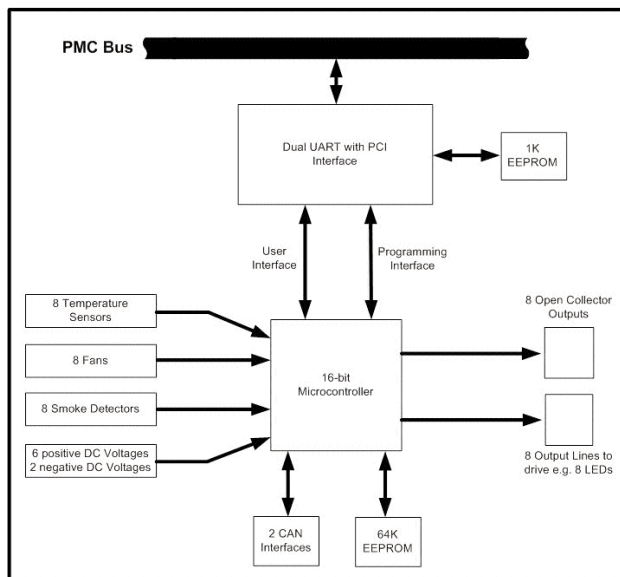 PMC Bus
Dual UART with PCI
Interface
1K
EEPROM
User
Interface
Programming
Interface
8 Temperature
Sensors
8 Fans
8 Smoke Detectors
6 positive DC Voltages
2 negative DC Voltages
16-bit
Microcontroller
8 Open Collector
Outputs
8 Output Lines to
drive e.g. 8 LEDs
2 CAN
Interfaces
64K
EEPROM